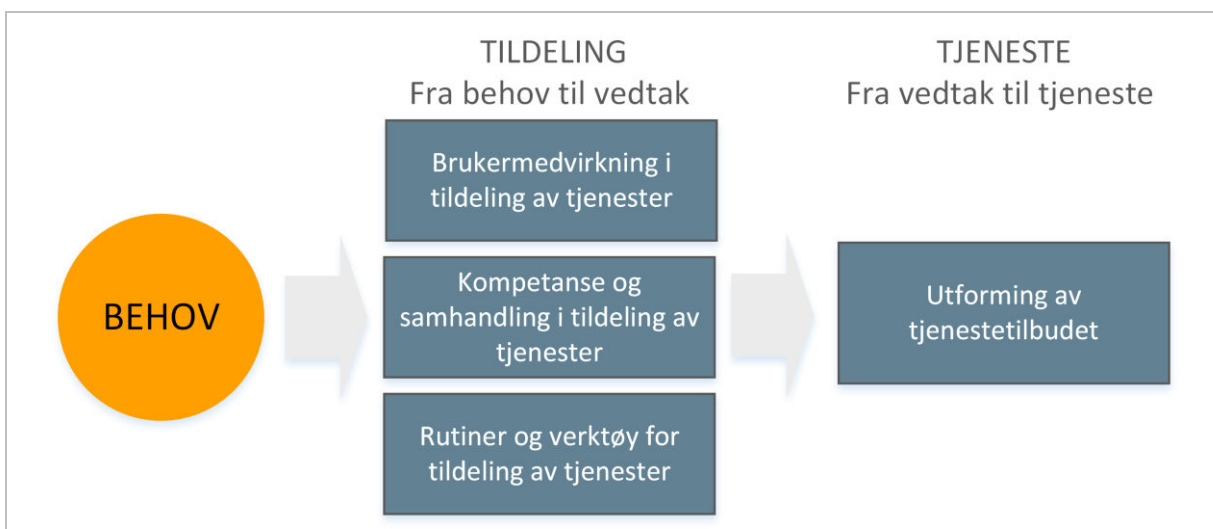 TILDELING
Fra behov til vedtak
TJENESTE
Fra vedtak til tjeneste
BEHOV
Brukermedvirkning i
tildeling av tjenester
Kompetanse og
samhandling i tildeling av
tjenester
Rutiner og verktøy for
tildeling av tjenester
Utforming av
tjenestetilbudet